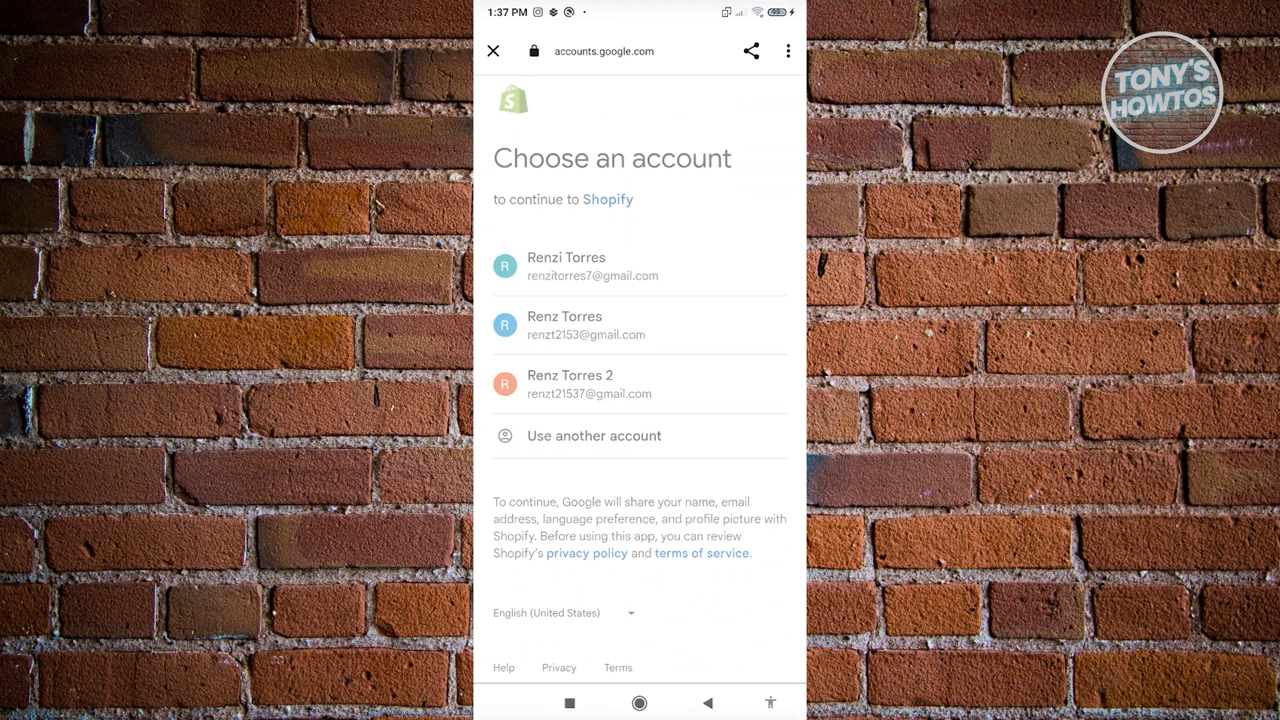 1:37 PM
accounts.google.com
TONY'S
HOWTOS
Choose an account
to continue to Shopify
R
Renzi Torres
renzitorres7@gmail.com
R
Renz Torres
renzt2153@gmail.com
R
Renz Torres 2
renzt21537@gmail.com
Use another account
To continue, Google will share your name, email
address, language preference, and profile picture with
Shopify. Before using this app, you can review
Shopify's privacy policy and terms of service.
English (United States)
Help Privacy Terms